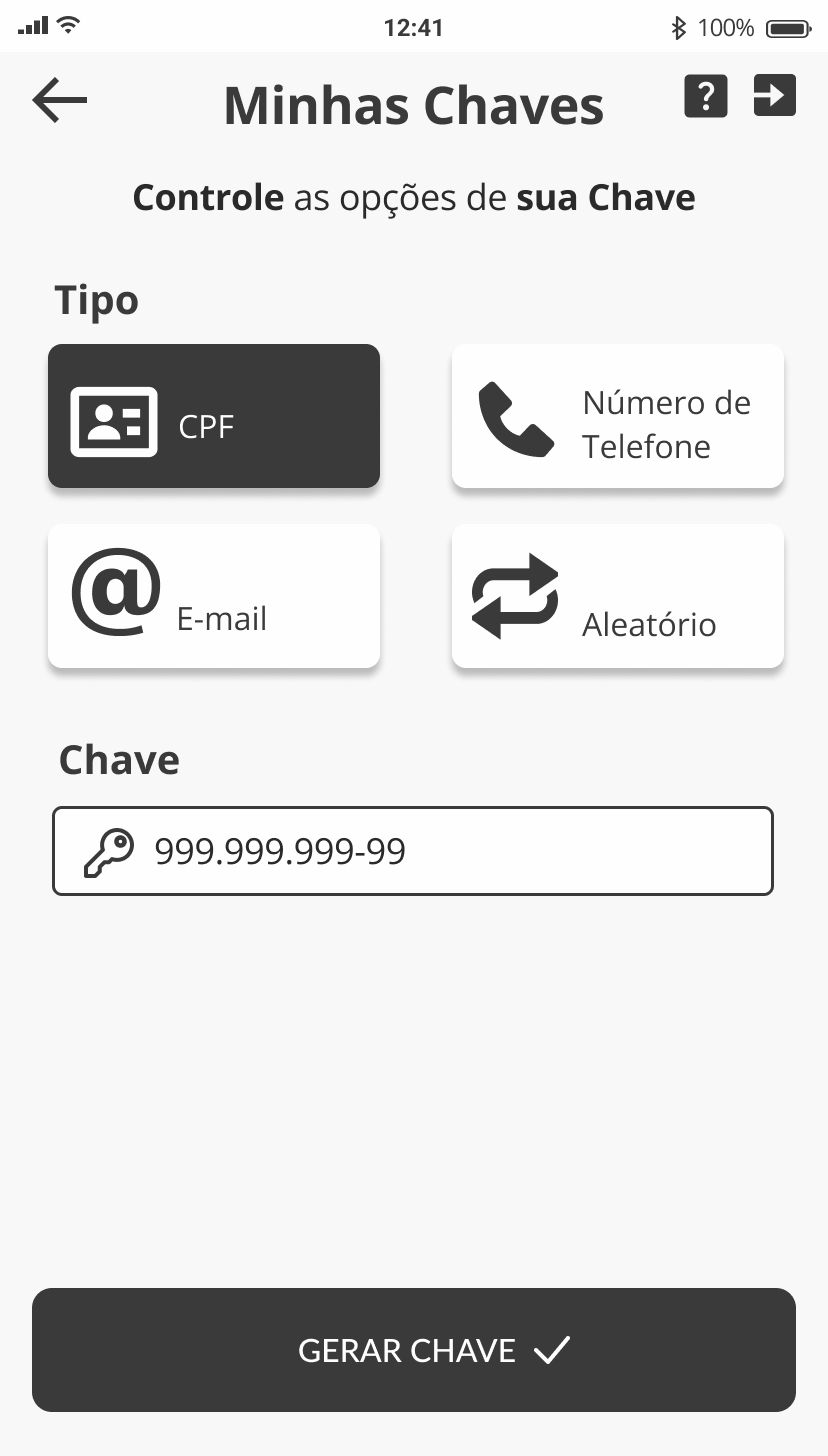 12:41
100%
Minhas Chaves
Controle as opções de sua Chave
Tipo
CPF
Número de
Telefone
@ E-mail
Aleatório
Chave
999.999.999-99
GERAR CHAVE